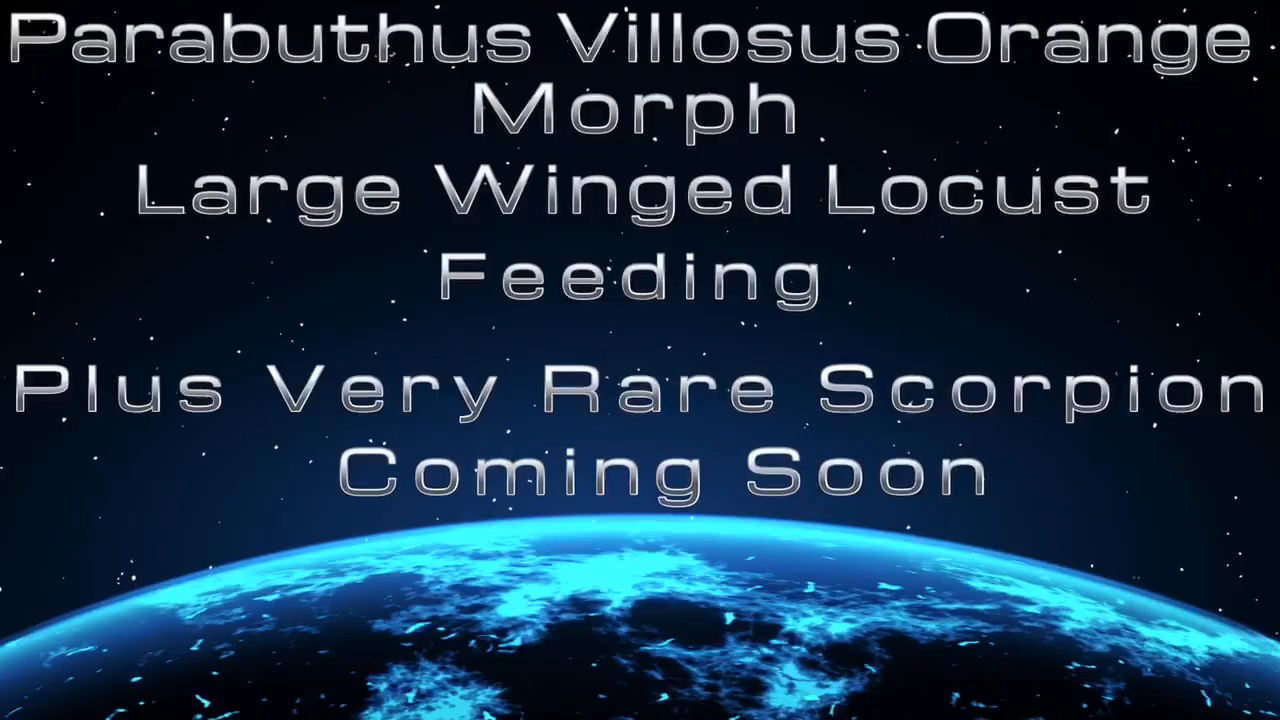 Parabuthus Villosus Orange
Morph
Large Winged Locust
Feeding
Plus Very Rare Scorpion
Coming Soon